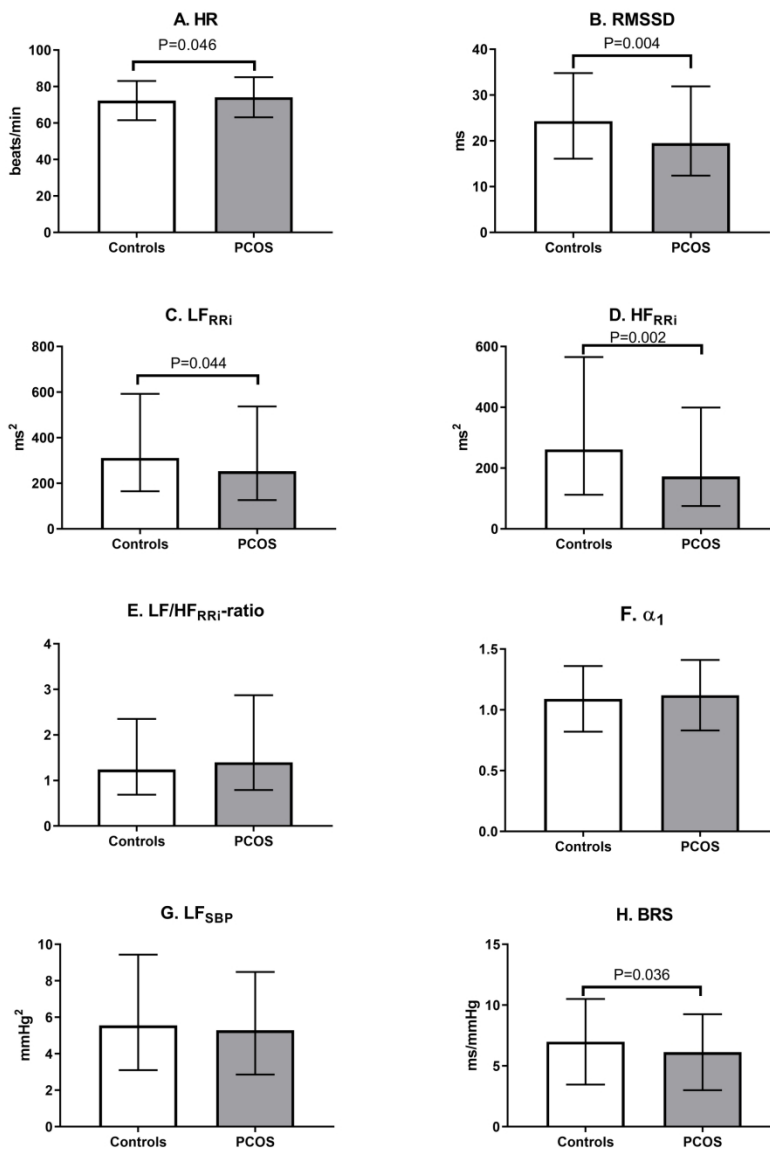 A. HR
P=0.046
100
80
60
40
20
0
beats/min
Controls
PCOS
B. RMSSD
P=0.004
40
30
20
10
0
ms
Controls
PCOS
C. LF_RRi
P=0.044
800
600
400
200
0
ms²
Controls
PCOS
D. HF_RRi
P=0.002
600
400
200
0
ms²
Controls
PCOS
E. LF/HF_RRi-ratio
4
3
2
1
0
Controls
PCOS
F. α₁
1.5
1.0
0.5
0.0
Controls
PCOS
G. LF_SBP
10
8
6
4
2
0
mmHg²
Controls
PCOS
H. BRS
P=0.036
15
10
5
0
ms/mmHg
Controls
PCOS